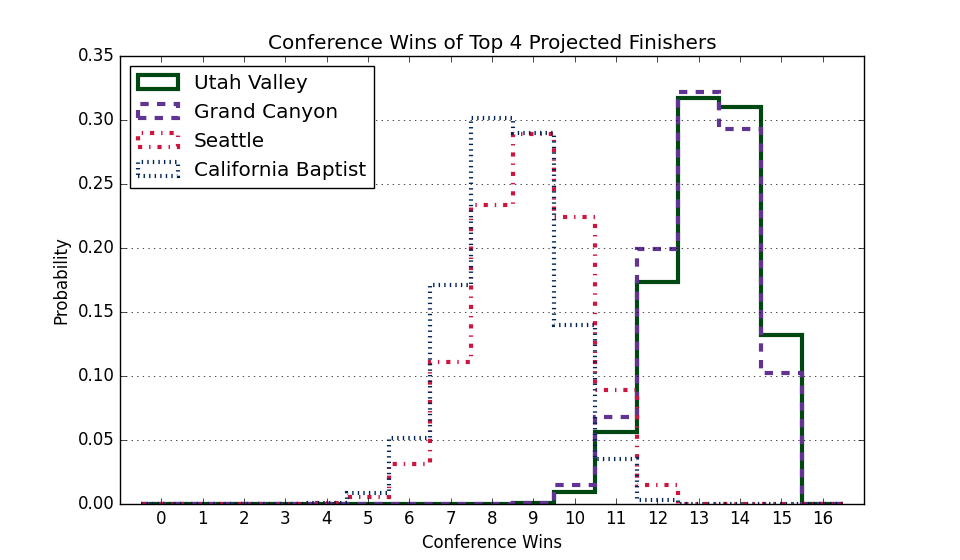 Conference Wins of Top 4 Projected Finishers
0.35
0.30
0.25
0.20
0.15
0.10
0.05
0.00
Probability
Utah Valley
Grand Canyon
Seattle
California Baptist
0 1 2 3 4 5 6 7 8 9 10 11 12 13 14 15 16
Conference Wins